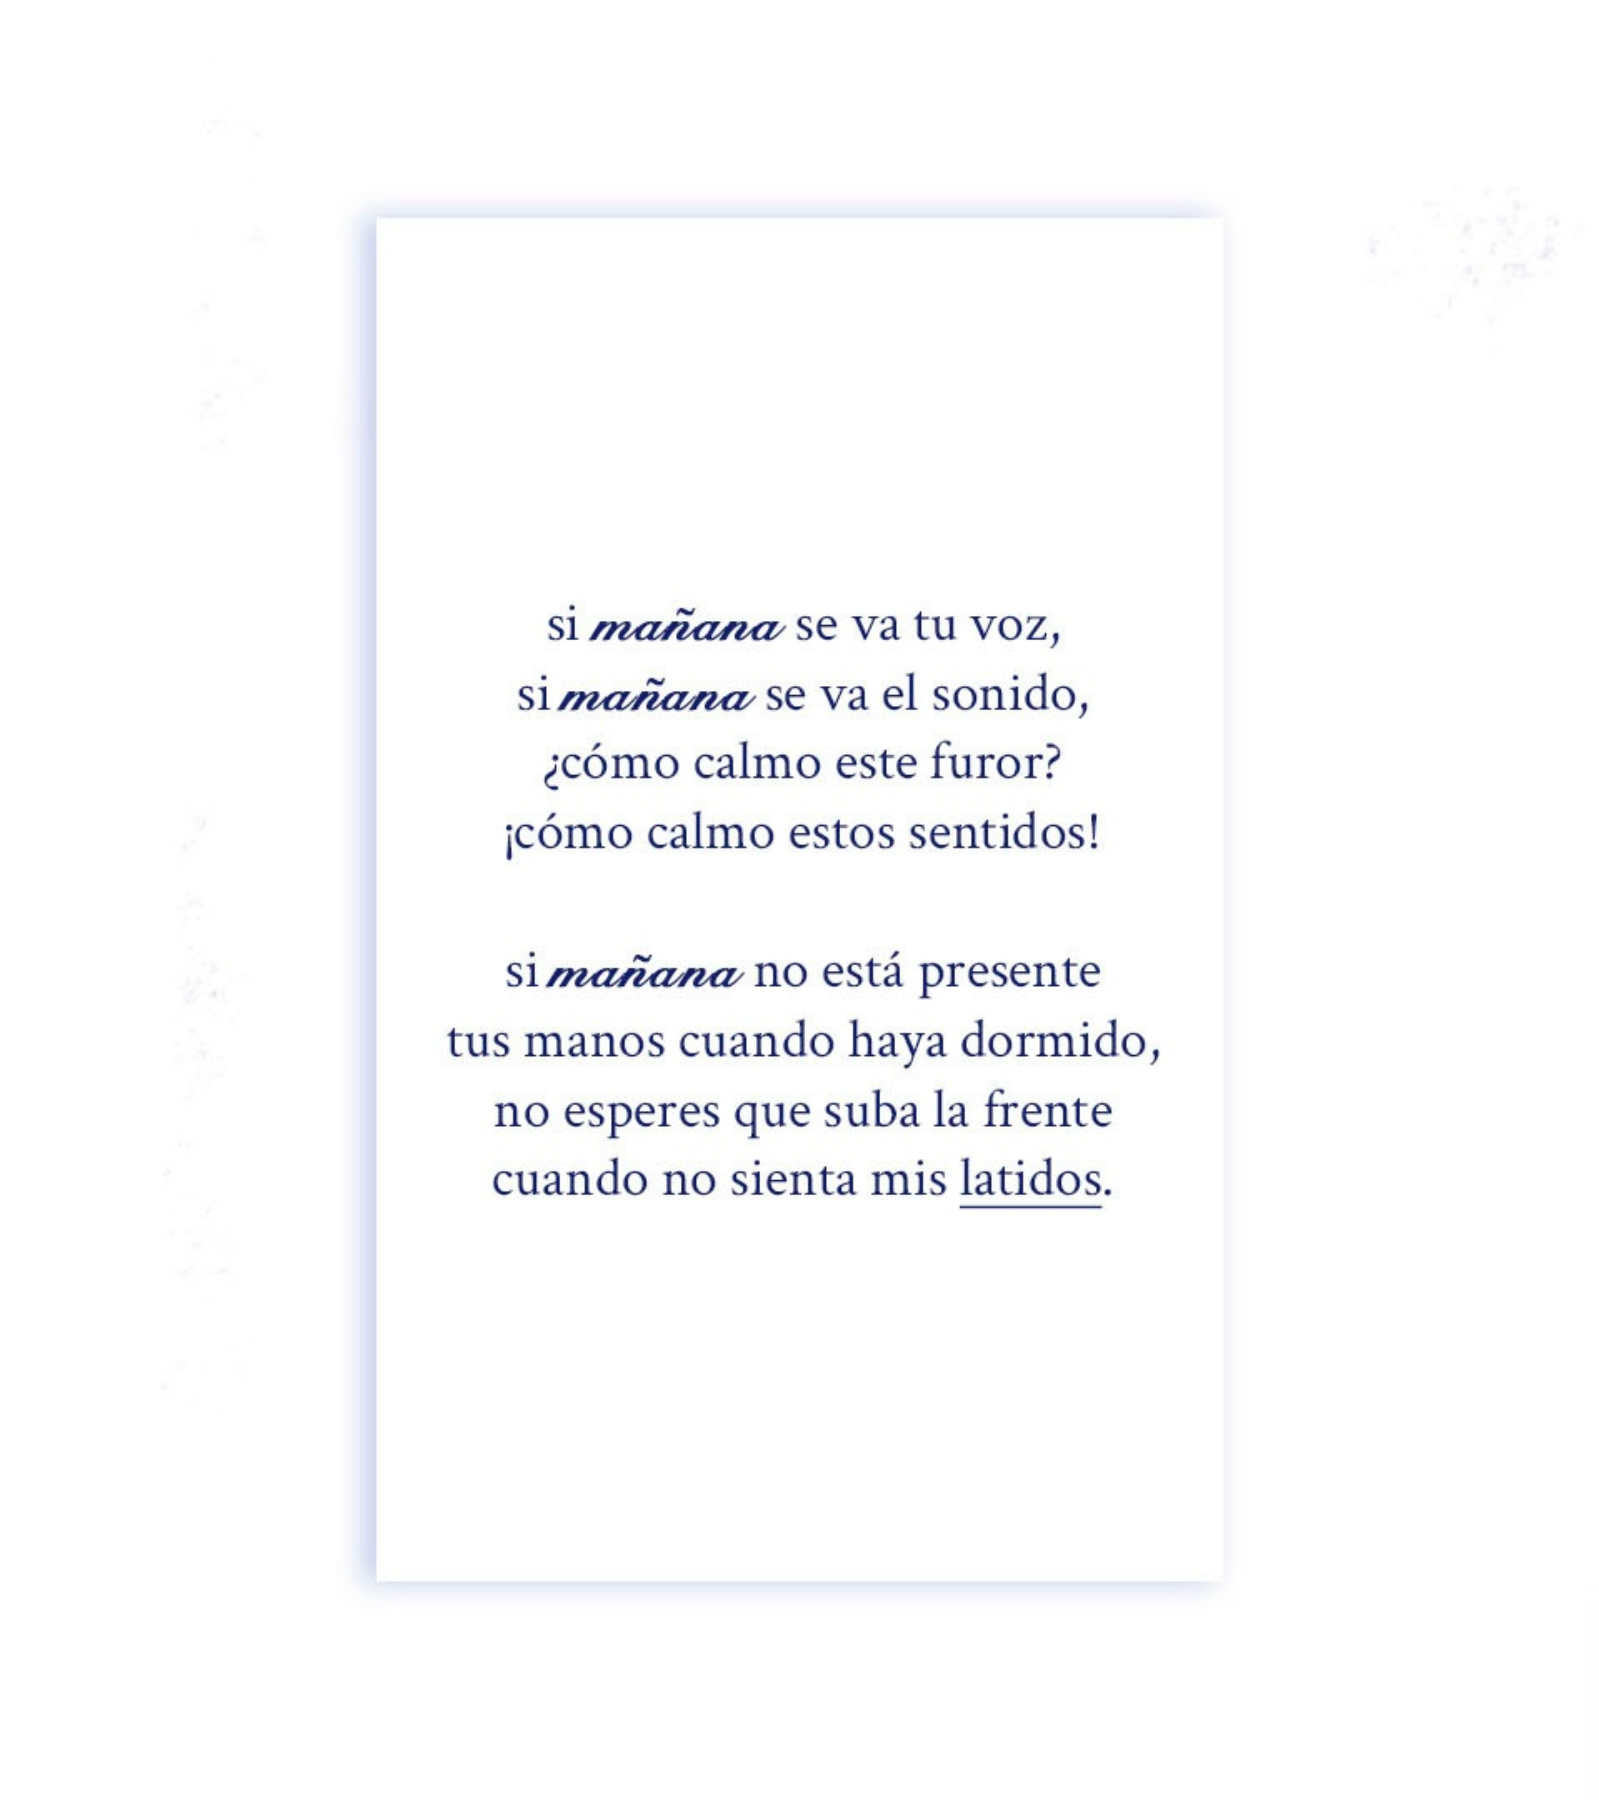 si mañana se va tu voz,
si mañana se va el sonido,
¿cómo calmo este furor?
¡cómo calmo estos sentidos!
si mañana no está presente
tus manos cuando haya dormido,
no esperes que suba la frente
cuando no sienta mis latidos.